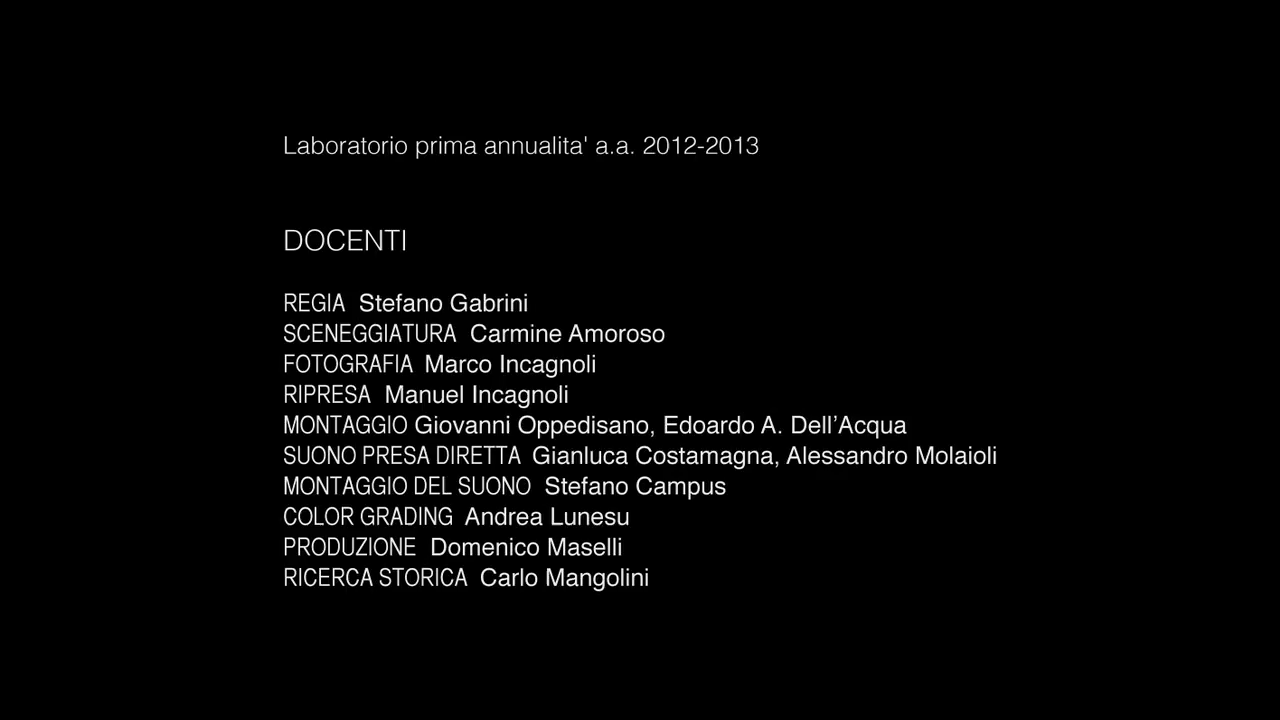 Laboratorio prima annualita' a.a. 2012-2013
DOCENTI
REGIA Stefano Gabrini
SCENEGGIATURA Carmine Amoroso
FOTOGRAFIA Marco Incagnoli
RIPRESA Manuel Incagnoli
MONTAGGIO Giovanni Oppedisano, Edoardo A. Dell’Acqua
SUONO PRESA DIRETTA Gianluca Costamagna, Alessandro Molaioli
MONTAGGIO DEL SUONO Stefano Campus
COLOR GRADING Andrea Lunesu
PRODUZIONE Domenico Maselli
RICERCA STORICA Carlo Mangolini